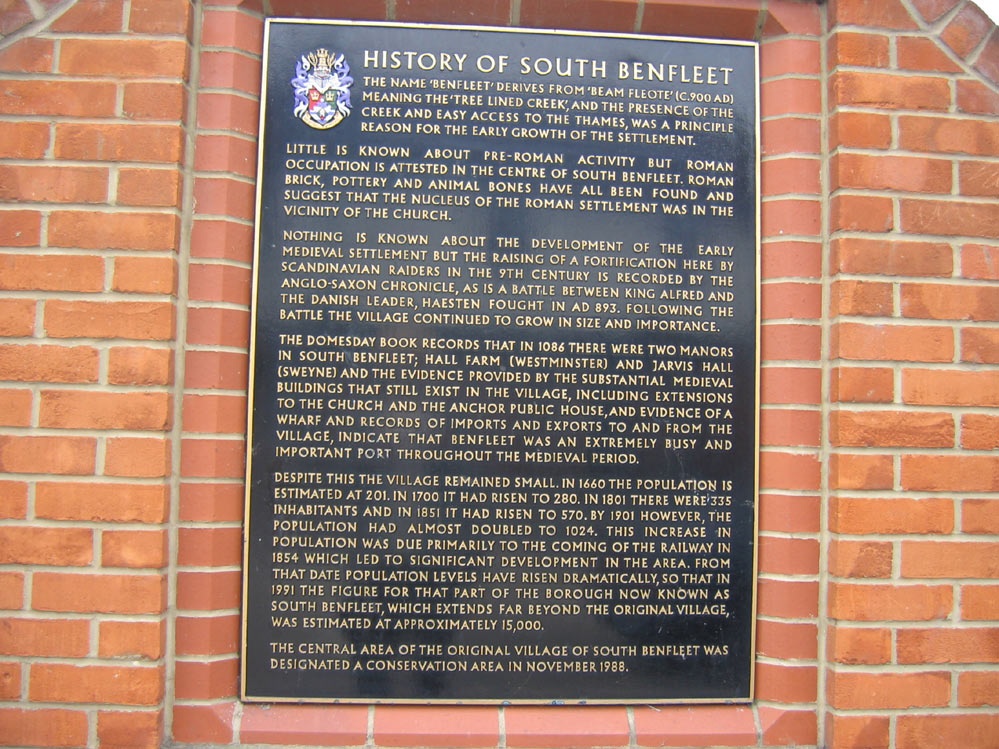 HISTORY OF SOUTH BENFLEET
THE NAME 'BENFLEET' DERIVES FROM 'BEAM FLEOTE' (C.900 AD)
MEANING THE 'TREE LINED CREEK', AND THE PRESENCE OF THE
CREEK AND EASY ACCESS TO THE THAMES, WAS A PRINCIPLE
REASON FOR THE EARLY GROWTH OF THE SETTLEMENT.
LITTLE IS KNOWN ABOUT PRE-ROMAN ACTIVITY BUT ROMAN
OCCUPATION IS ATTESTED IN THE CENTRE OF SOUTH BENFLEET. ROMAN
BRICK, POTTERY AND ANIMAL BONES HAVE ALL BEEN FOUND AND
SUGGEST THAT THE NUCLEUS OF THE ROMAN SETTLEMENT WAS IN THE
VICINITY OF THE CHURCH.
NOTHING IS KNOWN ABOUT THE DEVELOPMENT OF THE EARLY
MEDIEVAL SETTLEMENT BUT THE RAISING OF A FORTIFICATION HERE BY
SCANDINAVIAN RAIDERS IN THE 9TH CENTURY IS RECORDED BY THE
ANGLO-SAXON CHRONICLE, AS IS A BATTLE BETWEEN KING ALFRED AND
THE DANISH LEADER, HAESTEN FOUGHT IN AD 893. FOLLOWING THE
BATTLE THE VILLAGE CONTINUED TO GROW IN SIZE AND IMPORTANCE.
THE DOMESDAY BOOK RECORDS THAT IN 1086 THERE WERE TWO MANORS
IN SOUTH BENFLEET; HALL FARM (WESTMINSTER) AND JARVIS HALL
(SWEYNE) AND THE EVIDENCE PROVIDED BY THE SUBSTANTIAL MEDIEVAL
BUILDINGS THAT STILL EXIST IN THE VILLAGE, INCLUDING EXTENSIONS
TO THE CHURCH AND THE ANCHOR PUBLIC HOUSE, AND EVIDENCE OF A
WHARF AND RECORDS OF IMPORTS AND EXPORTS TO AND FROM THE
VILLAGE, INDICATE THAT BENFLEET WAS AN EXTREMELY BUSY AND
IMPORTANT PORT THROUGHOUT THE MEDIEVAL PERIOD.
DESPITE THIS THE VILLAGE REMAINED SMALL. IN 1660 THE POPULATION IS
ESTIMATED AT 201. IN 1700 IT HAD RISEN TO 280. IN 1801 THERE WERE 335
INHABITANTS AND IN 1851 IT HAD RISEN TO 570. BY 1901 HOWEVER, THE
POPULATION HAD ALMOST DOUBLED TO 1024. THIS INCREASE IN
POPULATION WAS DUE PRIMARILY TO THE COMING OF THE RAILWAY IN
1854 WHICH LED TO SIGNIFICANT DEVELOPMENT IN THE AREA. FROM
THAT DATE POPULATION LEVELS HAVE RISEN DRAMATICALLY, SO THAT IN
1991 THE FIGURE FOR THAT PART OF THE BOROUGH NOW KNOWN AS
SOUTH BENFLEET, WHICH EXTENDS FAR BEYOND THE ORIGINAL VILLAGE,
WAS ESTIMATED AT APPROXIMATELY 15,000.
THE CENTRAL AREA OF THE ORIGINAL VILLAGE OF SOUTH BENFLEET WAS
DESIGNATED A CONSERVATION AREA IN NOVEMBER 1988.